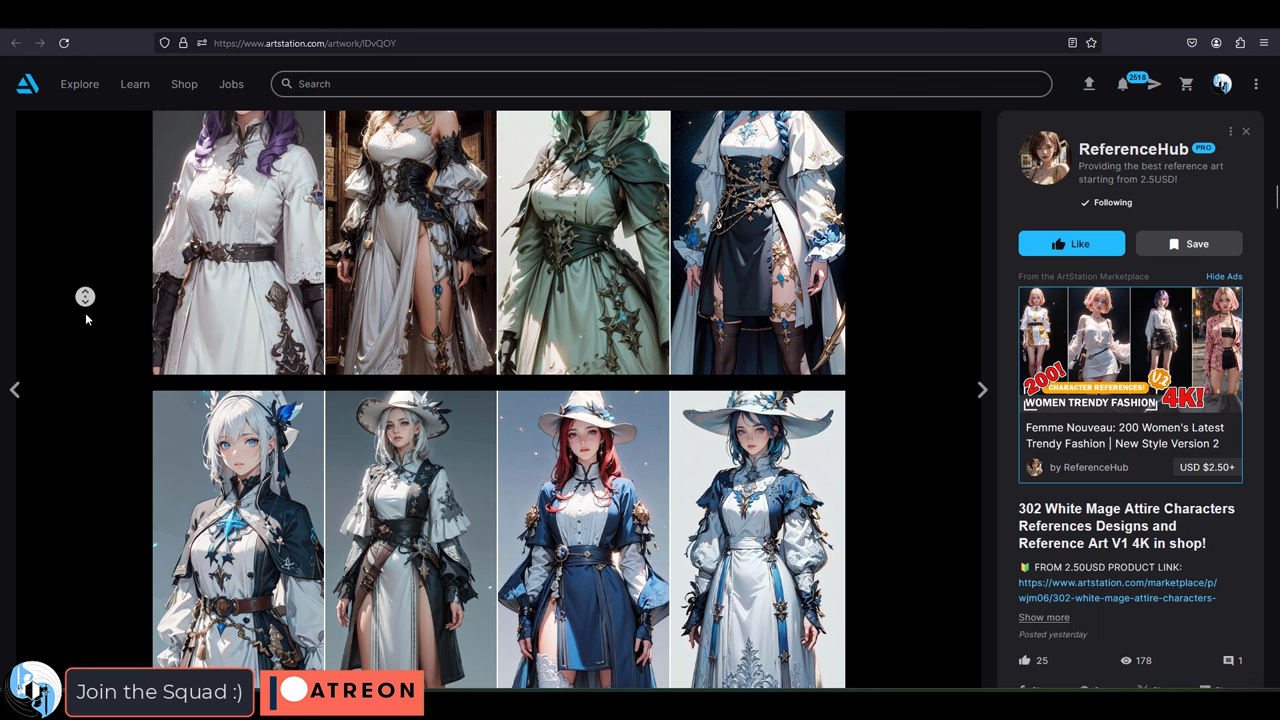 https://www.artstation.com/artwork/lDvQOY
Explore
Learn
Shop
Jobs
Search
2518
ReferenceHub PRO
Providing the best reference art
starting from 2.5USD!
Following
Like
Save
From the ArtStation Marketplace
Hide Ads
200!
CHARACTER REFERENCES!
V.2
WOMEN TRENDY FASHION
4K!
Femme Nouveau: 200 Women's Latest
Trendy Fashion | New Style Version 2
by ReferenceHub
USD $2.50+
302 White Mage Attire Characters
References Designs and
Reference Art V1 4K in shop!
FROM 2.50USD PRODUCT LINK:
https://www.artstation.com/marketplace/p/
wjm06/302-white-mage-attire-characters-
Show more
Posted yesterday
25
178
1
Join the Squad :)
ATREON